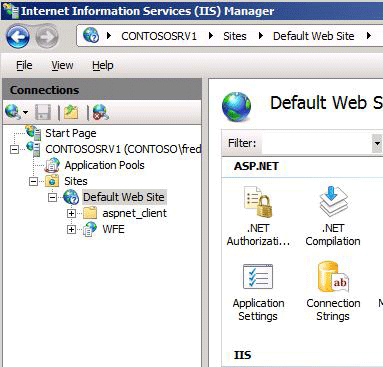 Internet Information Services (IIS) Manager
CONTOSOSRV1 Sites Default Web Site
File View Help
Connections
Start Page
CONTOSOSRV1 (CONTOSO\fred
Application Pools
Sites
Default Web Site
aspnet_client
WFE
Default Web S
Filter:
ASP.NET
.NET Authorizati...
.NET Compilation
Application Settings
Connection Strings
ab
IIS